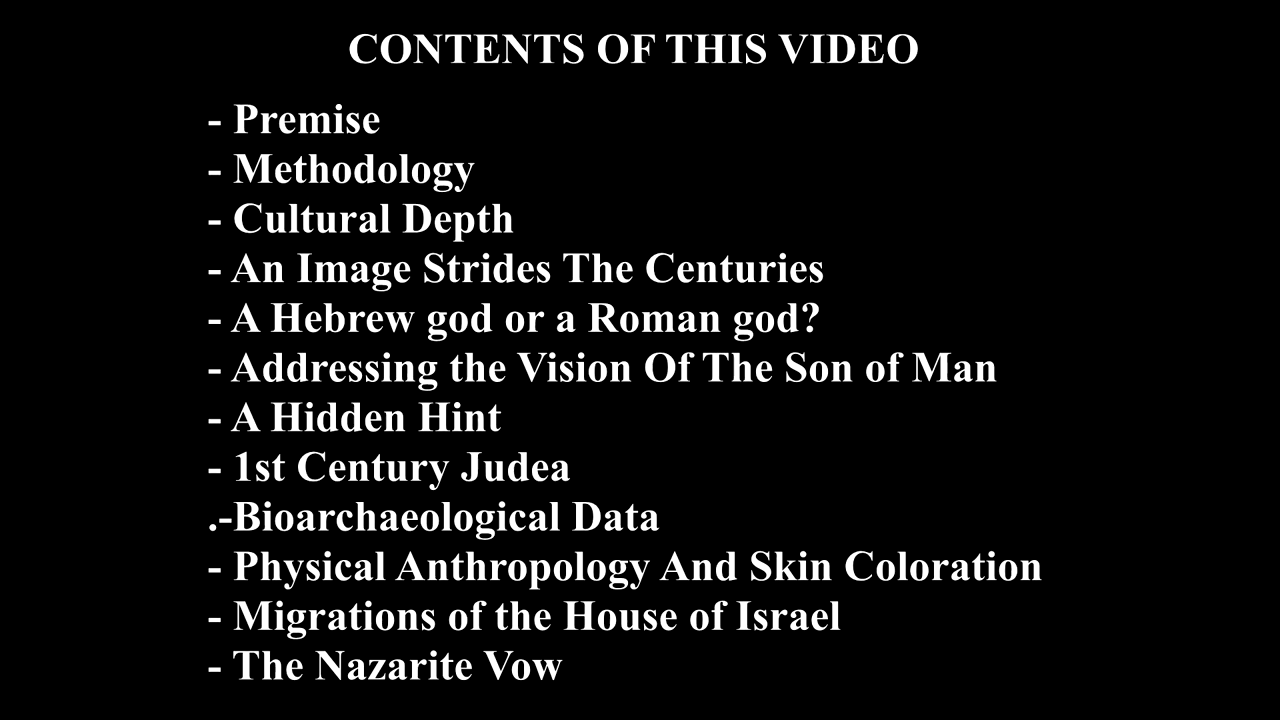 CONTENTS OF THIS VIDEO
- Premise
- Methodology
- Cultural Depth
- An Image Strides The Centuries
- A Hebrew god or a Roman god?
- Addressing the Vision Of The Son of Man
- A Hidden Hint
- 1st Century Judea
.-Bioarchaeological Data
- Physical Anthropology And Skin Coloration
- Migrations of the House of Israel
- The Nazarite Vow